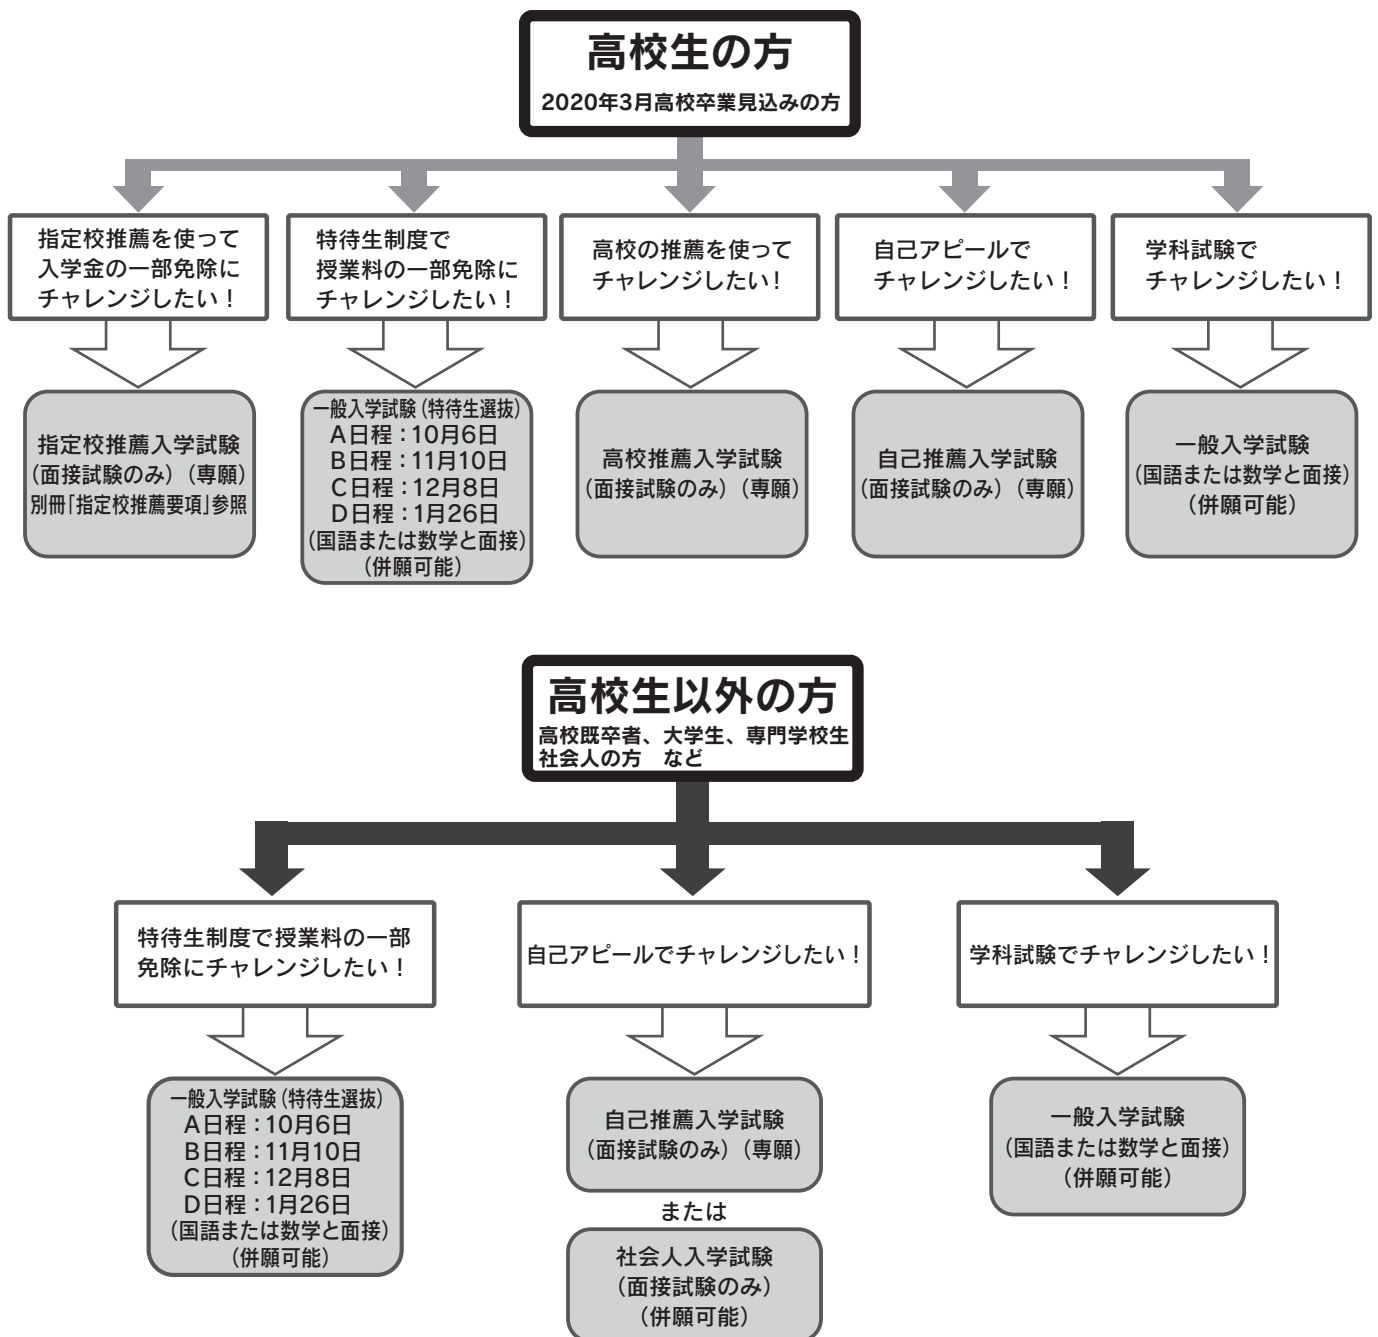 高校生の方
2020年3月高校卒業見込みの方
指定校推薦を使って
入学金の一部免除に
チャレンジしたい！
特待生制度で
授業料の一部免除に
チャレンジしたい！
高校の推薦を使って
チャレンジしたい！
自己アピールで
チャレンジしたい！
学科試験で
チャレンジしたい！
指定校推薦入学試験
（面接試験のみ）（専願）
別冊「指定校推薦要項」参照
一般入学試験（特待生選抜）
A日程：10月6日
B日程：11月10日
C日程：12月8日
D日程：1月26日
（国語または数学と面接）
（併願可能）
高校推薦入学試験
（面接試験のみ）（専願）
自己推薦入学試験
（面接試験のみ）（専願）
一般入学試験
（国語または数学と面接）
（併願可能）
高校生以外の方
高校既卒者、大学生、専門学校生
社会人の方　など
特待生制度で授業料の一部
免除にチャレンジしたい！
自己アピールでチャレンジしたい！
学科試験でチャレンジしたい！
一般入学試験（特待生選抜）
A日程：10月6日
B日程：11月10日
C日程：12月8日
D日程：1月26日
（国語または数学と面接）
（併願可能）
自己推薦入学試験
（面接試験のみ）（専願）
または
社会人入学試験
（面接試験のみ）
（併願可能）
一般入学試験
（国語または数学と面接）
（併願可能）